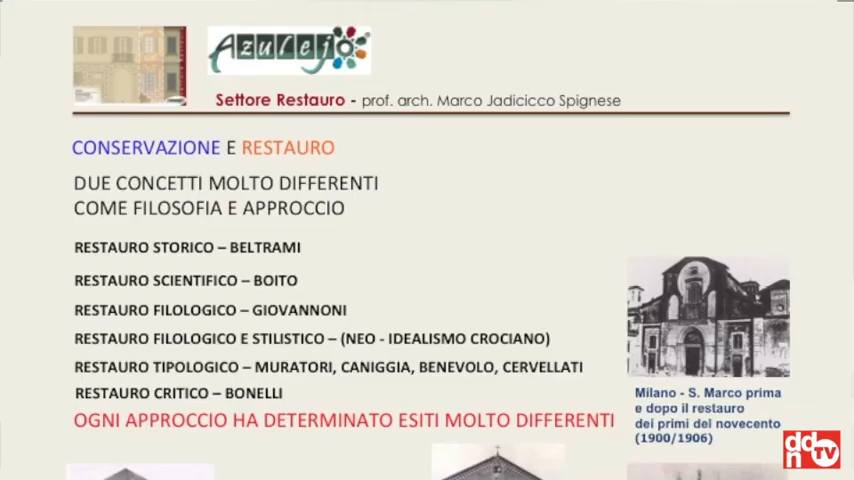 Azulejo
Settore Restauro - prof. arch. Marco Jadicicco Spignese
CONSERVAZIONE E RESTAURO
DUE CONCETTI MOLTO DIFFERENTI
COME FILOSOFIA E APPROCCIO
RESTAURO STORICO – BELTRAMI
RESTAURO SCIENTIFICO – BOITO
RESTAURO FILOLOGICO – GIOVANNONI
RESTAURO FILOLOGICO E STILISTICO – (NEO - IDEALISMO CROCIANO)
RESTAURO TIPOLOGICO – MURATORI, CANIGGIA, BENEVOLO, CERVELLATI
RESTAURO CRITICO – BONELLI
OGNI APPROCCIO HA DETERMINATO ESITI MOLTO DIFFERENTI
Milano - S. Marco prima
e dopo il restauro
dei primi del novecento
(1900/1906)
ddn TV